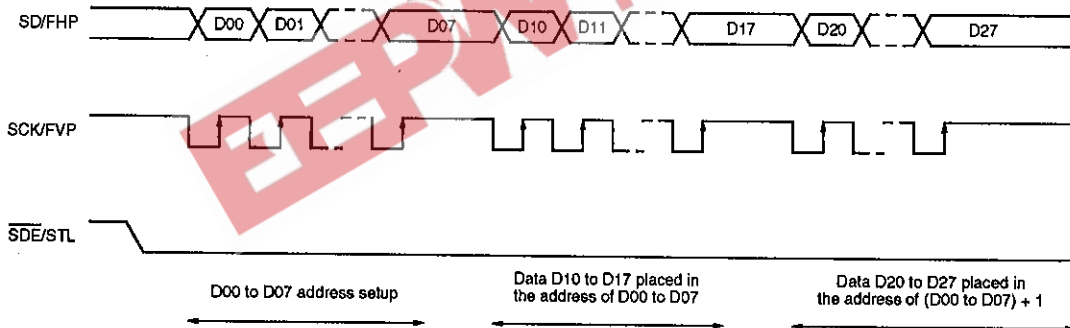 SD/FHP
D00 D01 D07 D10 D11 D17 D20 D27
SCK/FVP
SDE/STL
D00 to D07 address setup
Data D10 to D17 placed in
the address of D00 to D07
Data D20 to D27 placed in
the address of (D00 to D07) + 1